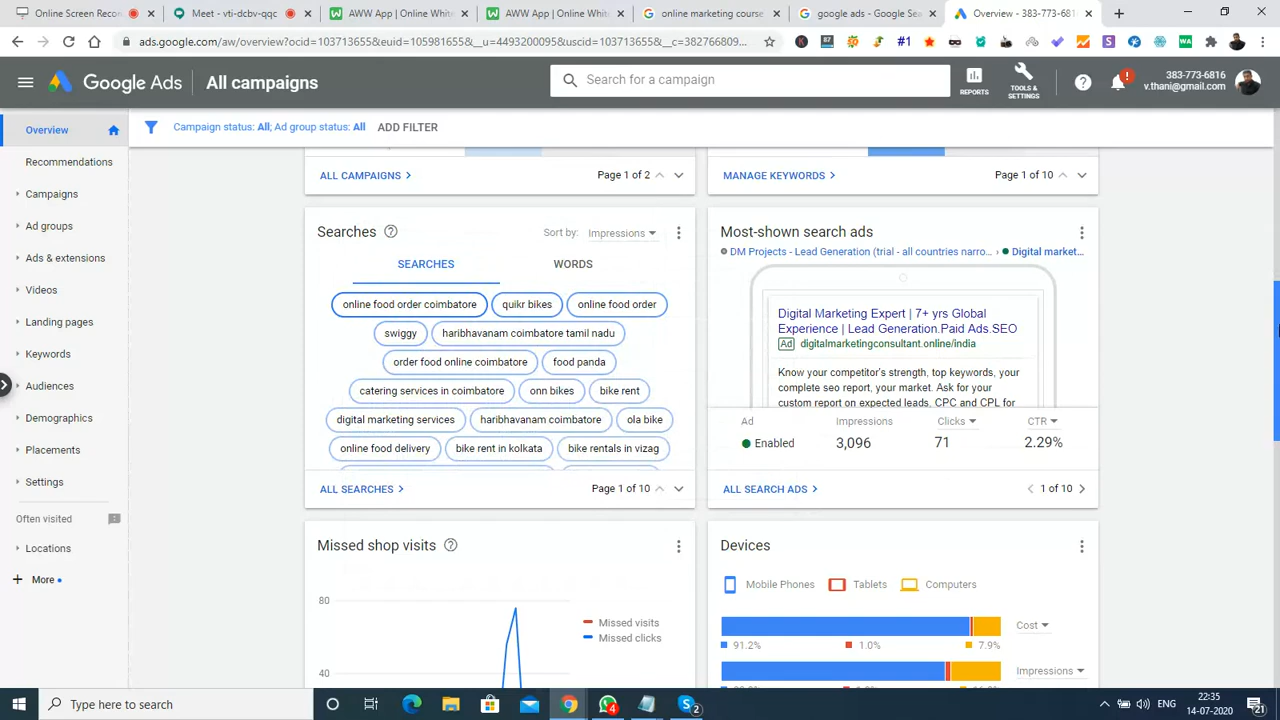 Online Screen Reco
Meet - vti-dcbv-qqc
AWW App | Online White
AWW App | Online White
online marketing course
google ads - Google Sea
Overview - 383-773-681
ads.google.com/aw/overview?ocid=103713655&euid=105981655&__u=4493200095&uscid=103713655&__c=382766809...
87
#1
S
WA
Google Ads
All campaigns
Search for a campaign
REPORTS
TOOLS &
SETTINGS
383-773-6816
v.thani@gmail.com
Overview
Recommendations
Campaigns
Ad groups
Ads & extensions
Videos
Landing pages
Keywords
Audiences
Demographics
Placements
Settings
Often visited
Locations
More
Campaign status: All; Ad group status: All
ADD FILTER
ALL CAMPAIGNS
Page 1 of 2
MANAGE KEYWORDS
Page 1 of 10
Searches
Sort by: Impressions
SEARCHES
WORDS
online food order coimbatore
quikr bikes
online food order
swiggy
haribhavanam coimbatore tamil nadu
order food online coimbatore
food panda
catering services in coimbatore
onn bikes
bike rent
digital marketing services
haribhavanam coimbatore
ola bike
online food delivery
bike rent in kolkata
bike rentals in vizag
ALL SEARCHES
Page 1 of 10
Most-shown search ads
DM Projects - Lead Generation (trial - all countries narro...
Digital market...
Digital Marketing Expert | 7+ yrs Global
Experience | Lead Generation.Paid Ads.SEO
Ad digitalmarketingconsultant.online/india
Know your competitor's strength, top keywords, your
complete seo report, your market. Ask for your
custom report on expected leads, CPC and CPL for
Ad
Impressions
Clicks
CTR
Enabled
3,096
71
2.29%
ALL SEARCH ADS
1 of 10
Missed shop visits
80
40
Missed visits
Missed clicks
Devices
Mobile Phones
Tablets
Computers
Cost
91.2%
1.0%
7.9%
Impressions
Type here to search
4
2
ENG
22:35
14-07-2020
21